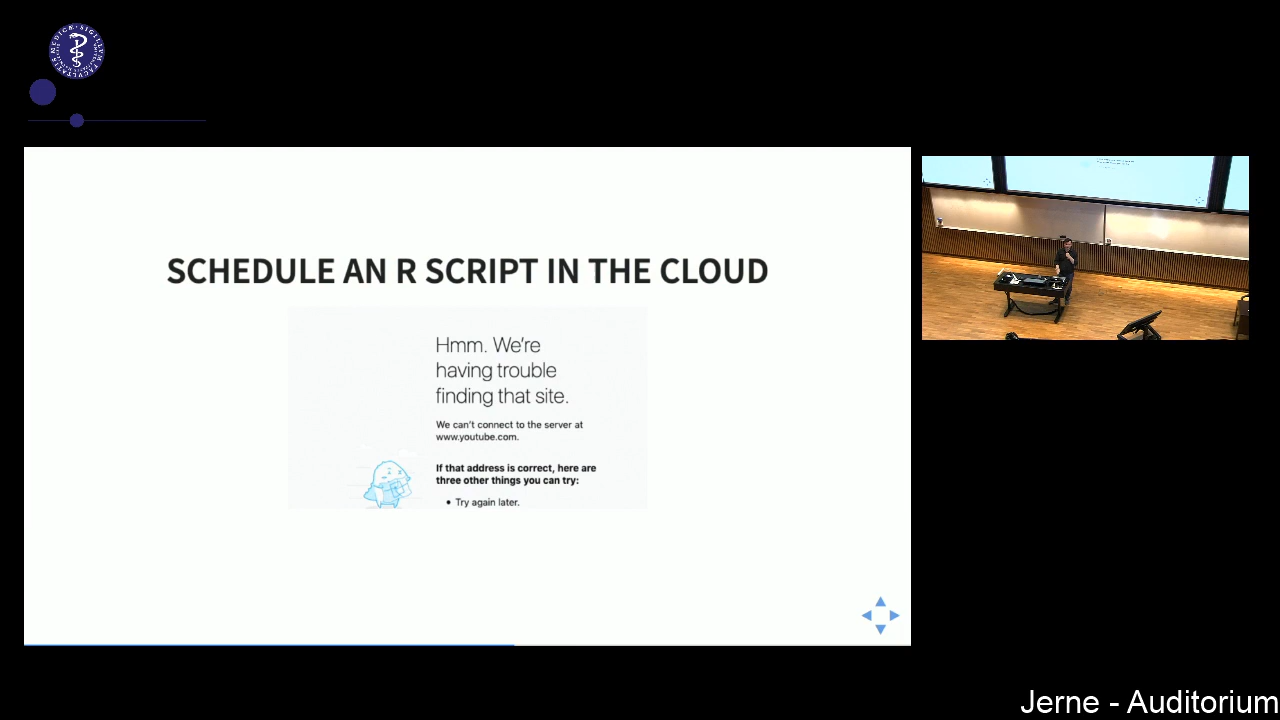 SCHEDULE AN R SCRIPT IN THE CLOUD
Hmm. We're
having trouble
finding that site.
We can't connect to the server at
www.youtube.com.
If that address is correct, here are
three other things you can try:
• Try again later.
Jerne - Auditorium